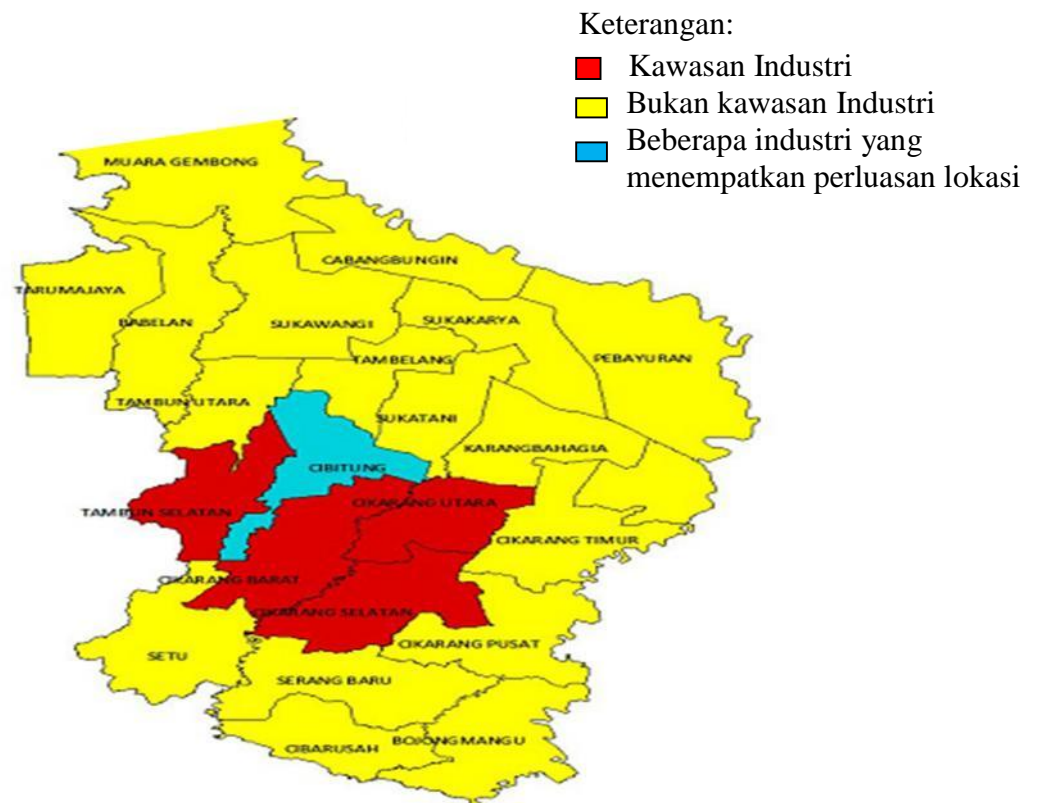 Keterangan:
Kawasan Industri
Bukan kawasan Industri
Beberapa industri yang
menempatkan perluasan lokasi
MUARA GEMBONG
CABANGBUNGIN
TARUMAJAYA
BABELAN
SUKAWANGI
SUKAKARYA
TAMBELANG
PEBAYURAN
TAMBUN UTARA
SUKATANI
KARANGBAHAGIA
CIBITUNG
CIKARANG UTARA
TAMBUN SELATAN
CIKARANG TIMUR
CIKARANG BARAT
CIKARANG SELATAN
CIKARANG PUSAT
SETU
SERANG BARU
CIBARUSAH
BOJONGMANGU